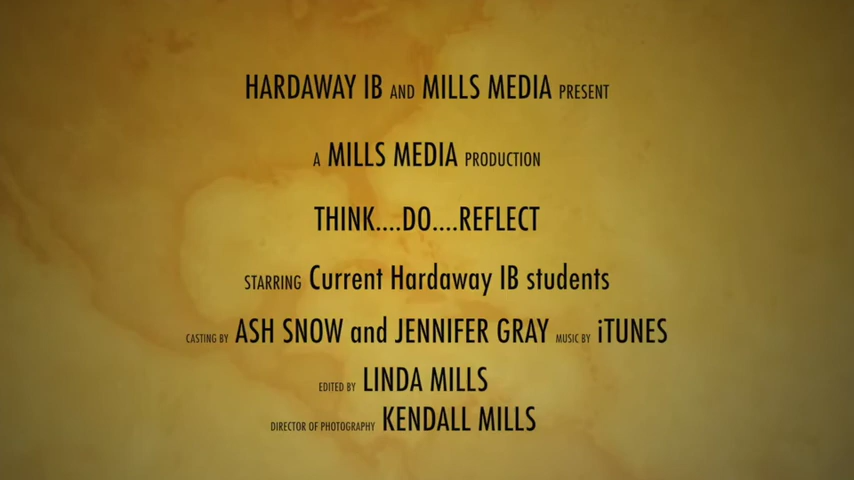 HARDAWAY IB AND MILLS MEDIA PRESENT
A MILLS MEDIA PRODUCTION
THINK....DO....REFLECT
STARRING Current Hardaway IB students
CASTING BY ASH SNOW and JENNIFER GRAY MUSIC BY iTUNES
EDITED BY LINDA MILLS
DIRECTOR OF PHOTOGRAPHY KENDALL MILLS